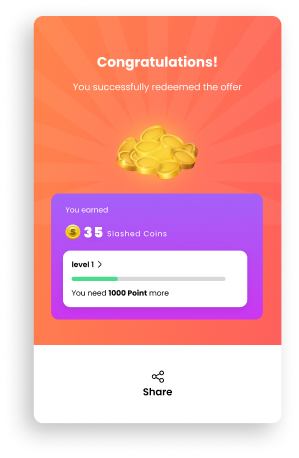 Congratulations!
You successfully redeemed the offer
You earned
35 Slashed Coins
level 1
You need 1000 Point more
Share